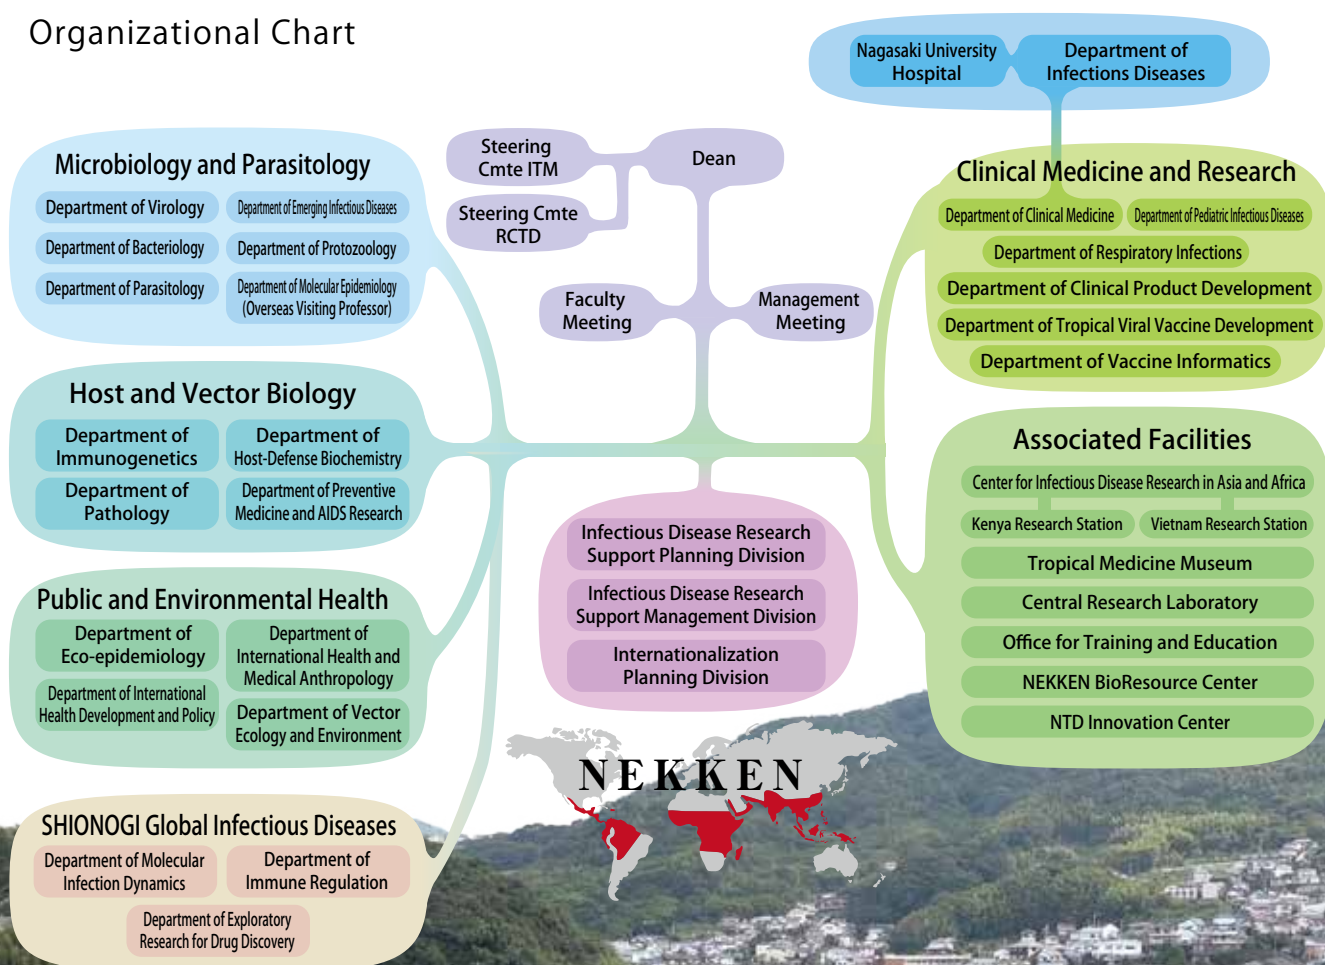 Organizational Chart
Nagasaki University
Hospital
Department of
Infections Diseases
Steering
Cmte ITM
Dean
Steering Cmte
RCTD
Faculty
Meeting
Management
Meeting
Microbiology and Parasitology
Department of Virology
Department of Emerging Infectious Diseases
Department of Bacteriology
Department of Protozoology
Department of Parasitology
Department of Molecular Epidemiology
(Overseas Visiting Professor)
Host and Vector Biology
Department of
Immunogenetics
Department of
Host-Defense Biochemistry
Department of
Pathology
Department of Preventive
Medicine and AIDS Research
Public and Environmental Health
Department of
Eco-epidemiology
Department of
International Health and
Medical Anthropology
Department of International
Health Development and Policy
Department of Vector
Ecology and Environment
SHIONOGI Global Infectious Diseases
Department of Molecular
Infection Dynamics
Department of
Immune Regulation
Department of Exploratory
Research for Drug Discovery
Infectious Disease Research
Support Planning Division
Infectious Disease Research
Support Management Division
Internationalization
Planning Division
NEKKEN
Clinical Medicine and Research
Department of Clinical Medicine
Department of Pediatric Infectious Diseases
Department of Respiratory Infections
Department of Clinical Product Development
Department of Tropical Viral Vaccine Development
Department of Vaccine Informatics
Associated Facilities
Center for Infectious Disease Research in Asia and Africa
Kenya Research Station
Vietnam Research Station
Tropical Medicine Museum
Central Research Laboratory
Office for Training and Education
NEKKEN BioResource Center
NTD Innovation Center